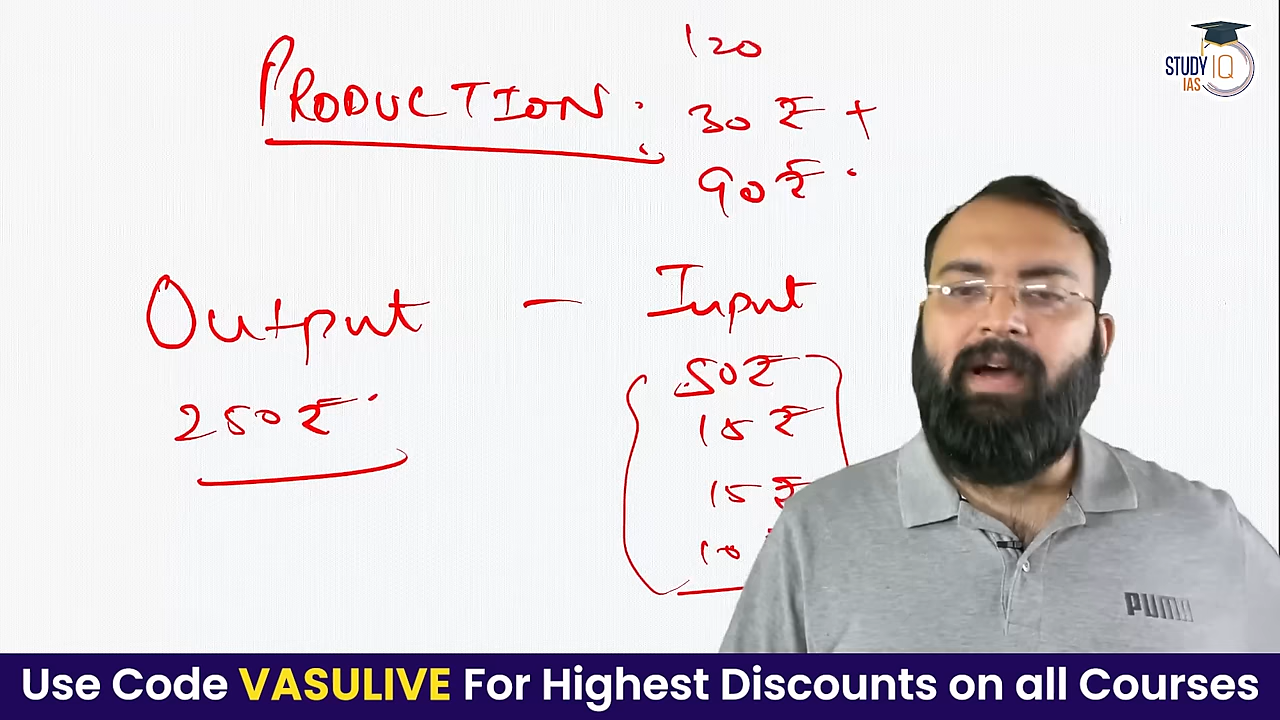 120
PRODUCTION:
30₹ +
90₹
STUDY IQ
IAS
Output - Input
250₹
50₹
15₹
15₹
10
PUMA
Use Code VASULIVE For Highest Discounts on all Courses